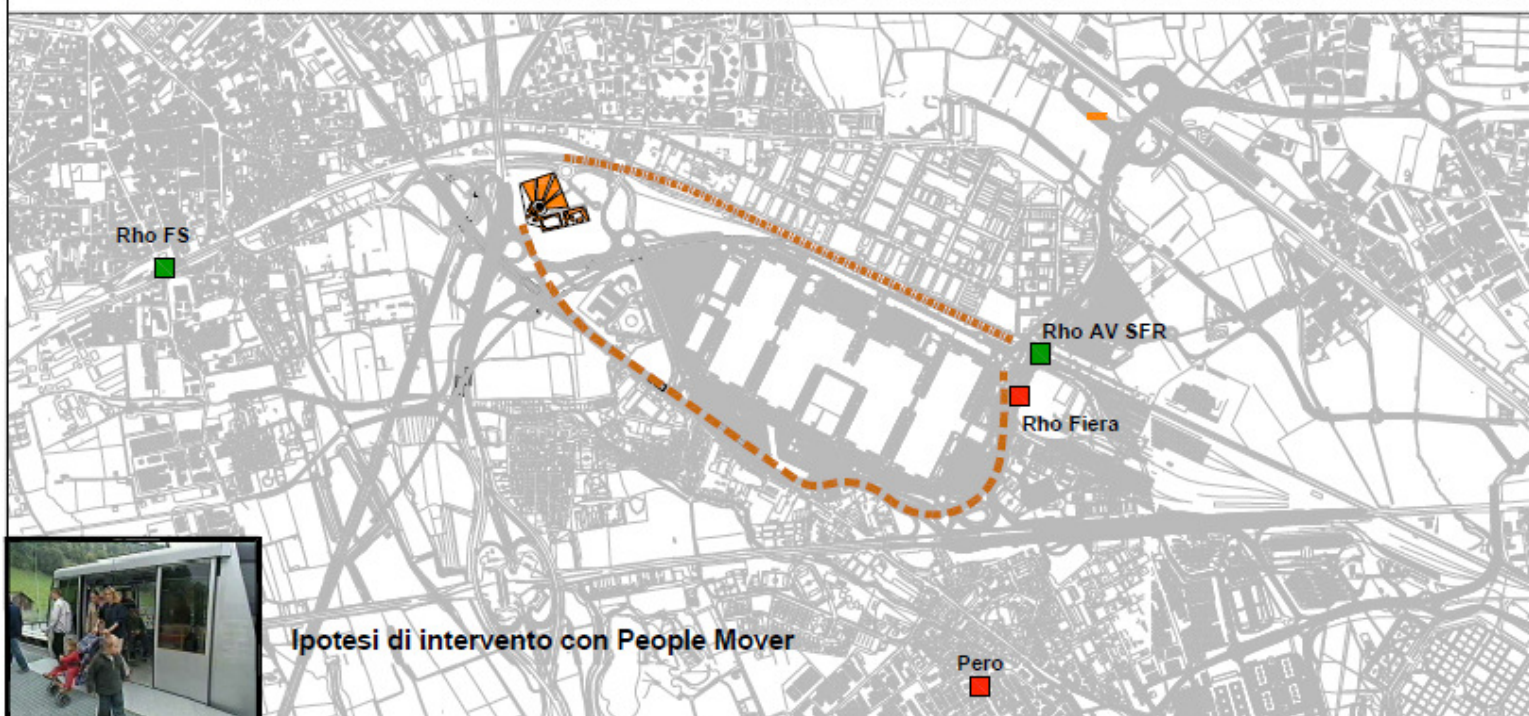 Rho FS
Rho AV SFR
Rho Fiera
Ipotesi di intervento con People Mover
Pero